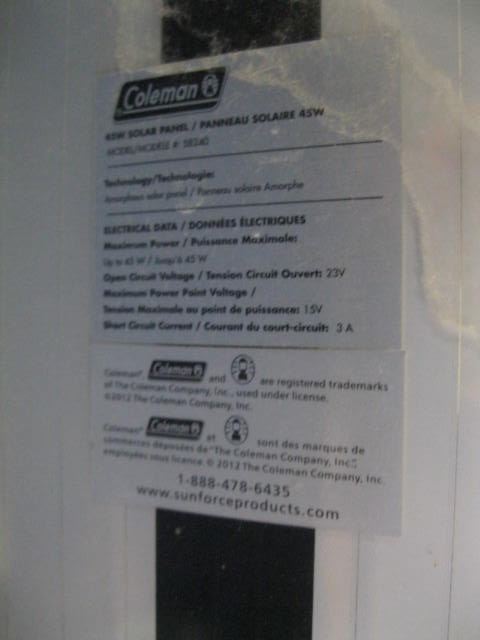 Coleman
45W SOLAR PANEL / PANNEAU SOLAIRE 45W
MODEL/MODÈLE #: 58240
Technology/Technologie:
Amorphous solar panel / Panneau solaire Amorphe
ELECTRICAL DATA / DONNÉES ÉLECTRIQUES
Maximum Power / Puissance Maximale:
Up to 45 W / Jusqu'à 45 W
Open Circuit Voltage / Tension Circuit Ouvert: 23V
Maximum Power Point Voltage /
Tension Maximale au point de puissance: 15V
Short Circuit Current / Courant du court-circuit: 3 A
Coleman®, Coleman and are registered trademarks
of The Coleman Company, Inc., used under license.
©2012 The Coleman Company, Inc.
Coleman® Coleman et sont des marques de
commerces déposées de "The Coleman Company, Inc.",
employées sous licence. © 2012 The Coleman Company, Inc.
1-888-478-6435
www.sunforceproducts.com